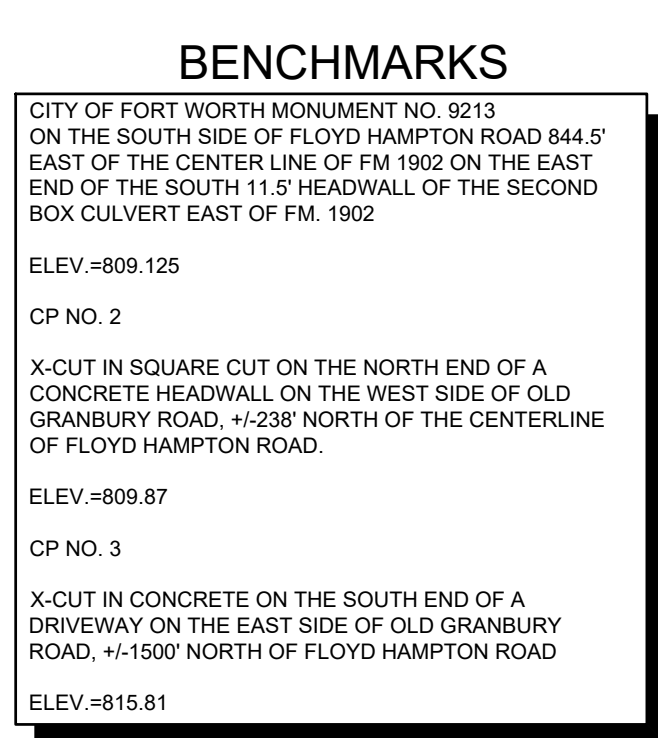 BENCHMARKS
CITY OF FORT WORTH MONUMENT NO. 9213
ON THE SOUTH SIDE OF FLOYD HAMPTON ROAD 844.5'
EAST OF THE CENTER LINE OF FM 1902 ON THE EAST
END OF THE SOUTH 11.5' HEADWALL OF THE SECOND
BOX CULVERT EAST OF FM. 1902
ELEV.=809.125
CP NO. 2
X-CUT IN SQUARE CUT ON THE NORTH END OF A
CONCRETE HEADWALL ON THE WEST SIDE OF OLD
GRANBURY ROAD, +/-238' NORTH OF THE CENTERLINE
OF FLOYD HAMPTON ROAD.
ELEV.=809.87
CP NO. 3
X-CUT IN CONCRETE ON THE SOUTH END OF A
DRIVEWAY ON THE EAST SIDE OF OLD GRANBURY
ROAD, +/-1500' NORTH OF FLOYD HAMPTON ROAD
ELEV.=815.81